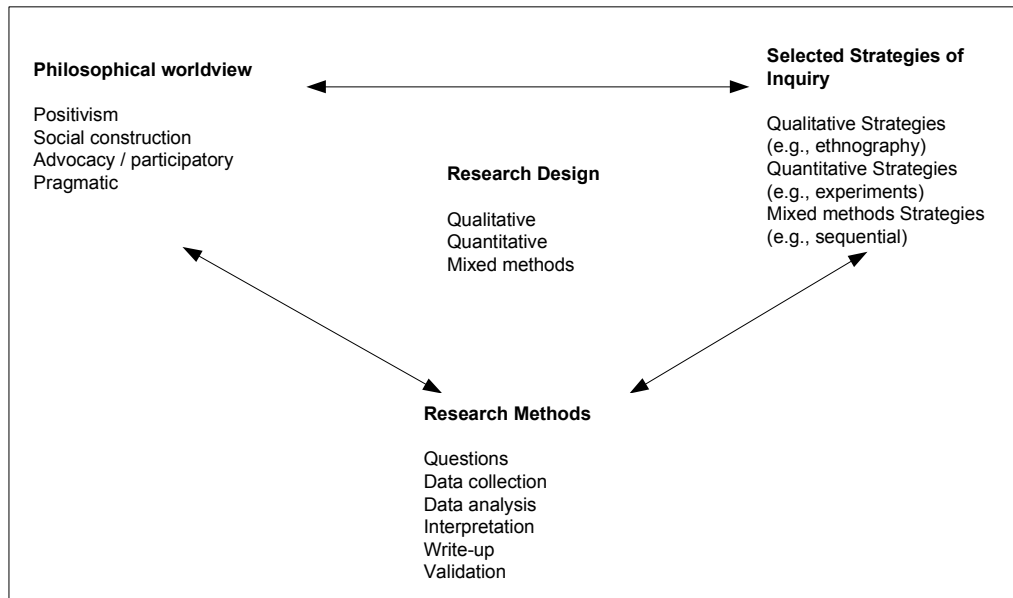 Philosophical worldview
Positivism
Social construction
Advocacy / participatory
Pragmatic
Selected Strategies of
Inquiry
Qualitative Strategies
(e.g., ethnography)
Quantitative Strategies
(e.g., experiments)
Mixed methods Strategies
(e.g., sequential)
Research Design
Qualitative
Quantitative
Mixed methods
Research Methods
Questions
Data collection
Data analysis
Interpretation
Write-up
Validation